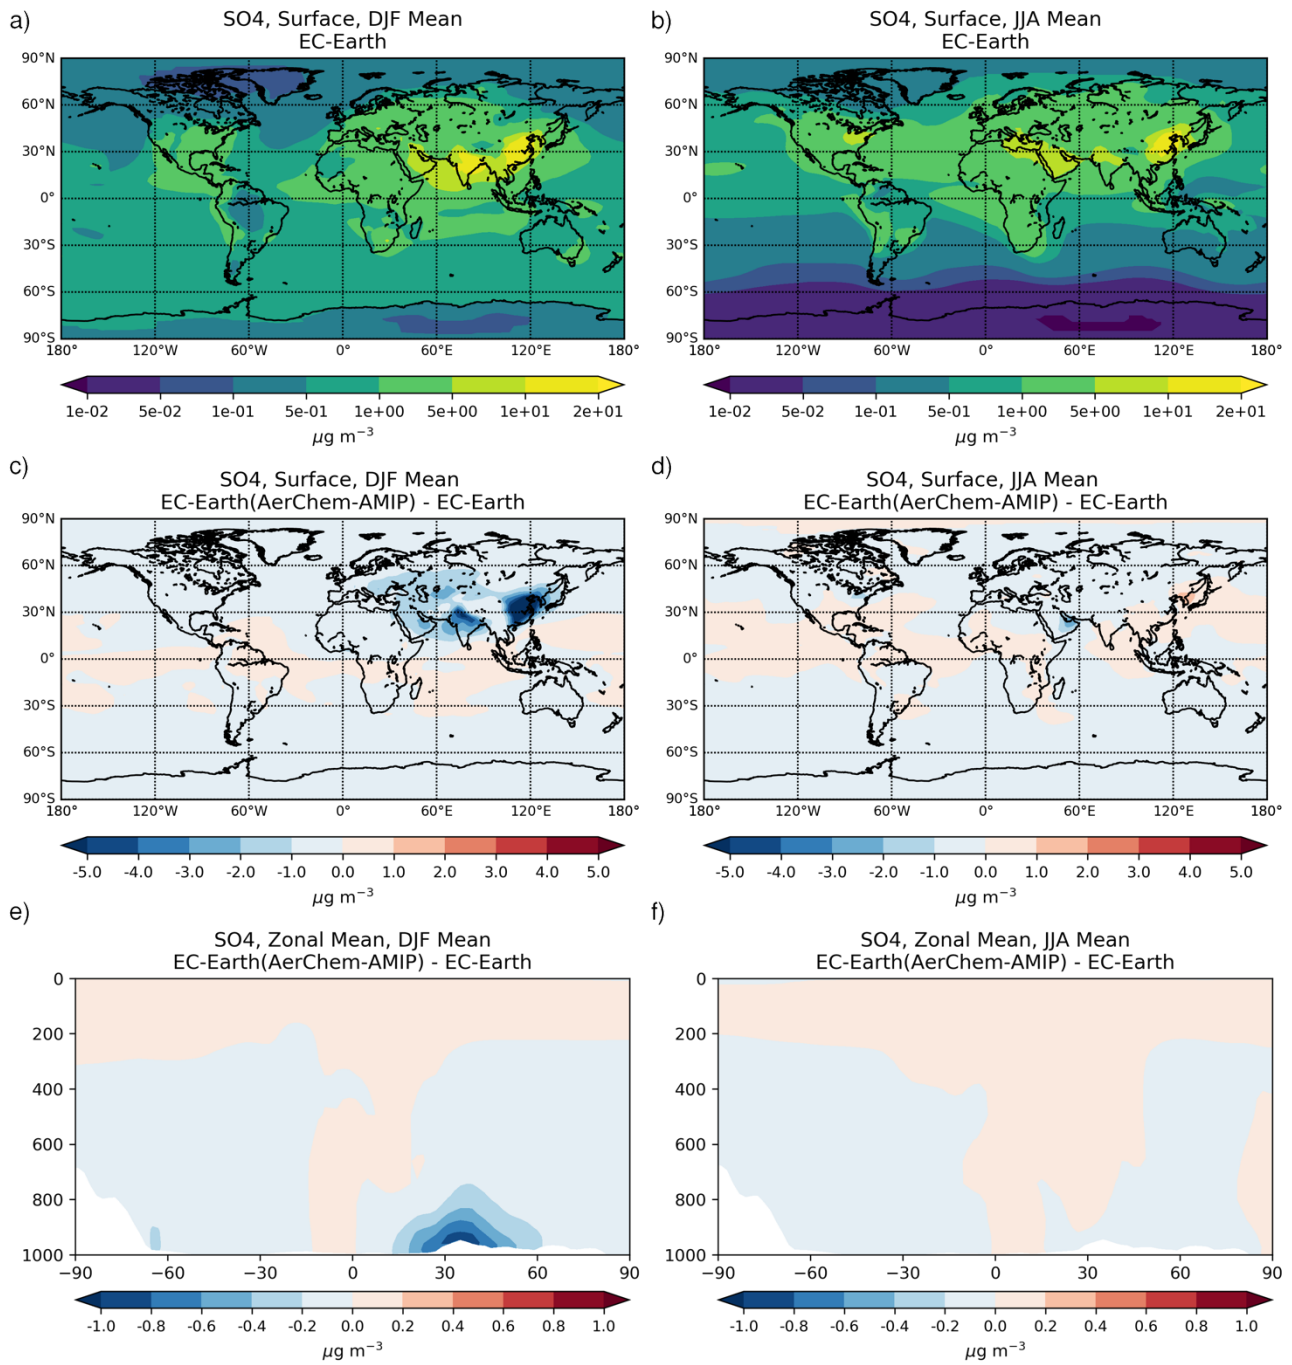 a)
SO4, Surface, DJF Mean
EC-Earth
90°N
60°N
30°N
0°
30°S
60°S
90°S
180° 120°W 60°W 0° 60°E 120°E 180°
1e-02 5e-02 1e-01 5e-01 1e+00 5e+00 1e+01 2e+01
µg m⁻³
b)
SO4, Surface, JJA Mean
EC-Earth
90°N
60°N
30°N
0°
30°S
60°S
90°S
180° 120°W 60°W 0° 60°E 120°E 180°
1e-02 5e-02 1e-01 5e-01 1e+00 5e+00 1e+01 2e+01
µg m⁻³
c)
SO4, Surface, DJF Mean
EC-Earth(AerChem-AMIP) - EC-Earth
90°N
60°N
30°N
0°
30°S
60°S
90°S
180° 120°W 60°W 0° 60°E 120°E 180°
-5.0 -4.0 -3.0 -2.0 -1.0 0.0 1.0 2.0 3.0 4.0 5.0
µg m⁻³
d)
SO4, Surface, JJA Mean
EC-Earth(AerChem-AMIP) - EC-Earth
90°N
60°N
30°N
0°
30°S
60°S
90°S
180° 120°W 60°W 0° 60°E 120°E 180°
-5.0 -4.0 -3.0 -2.0 -1.0 0.0 1.0 2.0 3.0 4.0 5.0
µg m⁻³
e)
SO4, Zonal Mean, DJF Mean
EC-Earth(AerChem-AMIP) - EC-Earth
0
200
400
600
800
1000
−90 −60 −30 0 30 60 90
-1.0 -0.8 -0.6 -0.4 -0.2 0.0 0.2 0.4 0.6 0.8 1.0
µg m⁻³
f)
SO4, Zonal Mean, JJA Mean
EC-Earth(AerChem-AMIP) - EC-Earth
0
200
400
600
800
1000
−90 −60 −30 0 30 60 90
-1.0 -0.8 -0.6 -0.4 -0.2 0.0 0.2 0.4 0.6 0.8 1.0
µg m⁻³